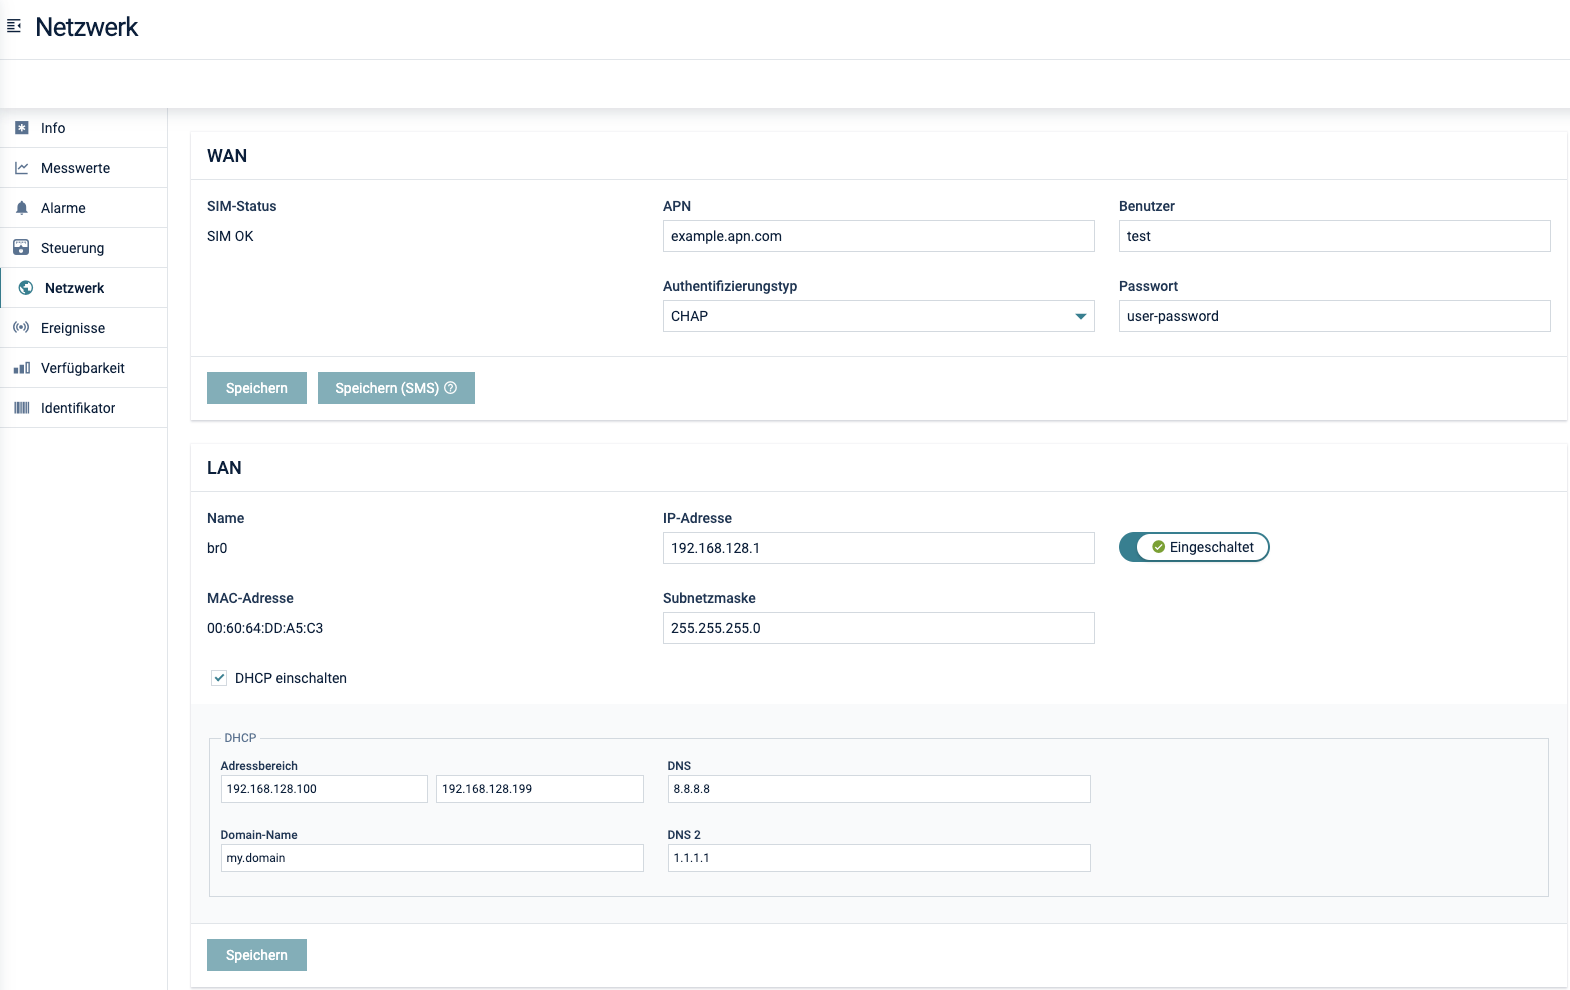 Netzwerk
Info
Messwerte
Alarme
Steuerung
Netzwerk
Ereignisse
Verfügbarkeit
Identifikator
WAN
SIM-Status
SIM OK
APN
example.apn.com
Benutzer
test
Authentifizierungstyp
CHAP
Passwort
user-password
Speichern
Speichern (SMS)
LAN
Name
br0
IP-Adresse
192.168.128.1
Eingeschaltet
MAC-Adresse
00:60:64:DD:A5:C3
Subnetzmaske
255.255.255.0
DHCP einschalten
DHCP
Adressbereich
192.168.128.100
192.168.128.199
DNS
8.8.8.8
Domain-Name
my.domain
DNS 2
1.1.1.1
Speichern